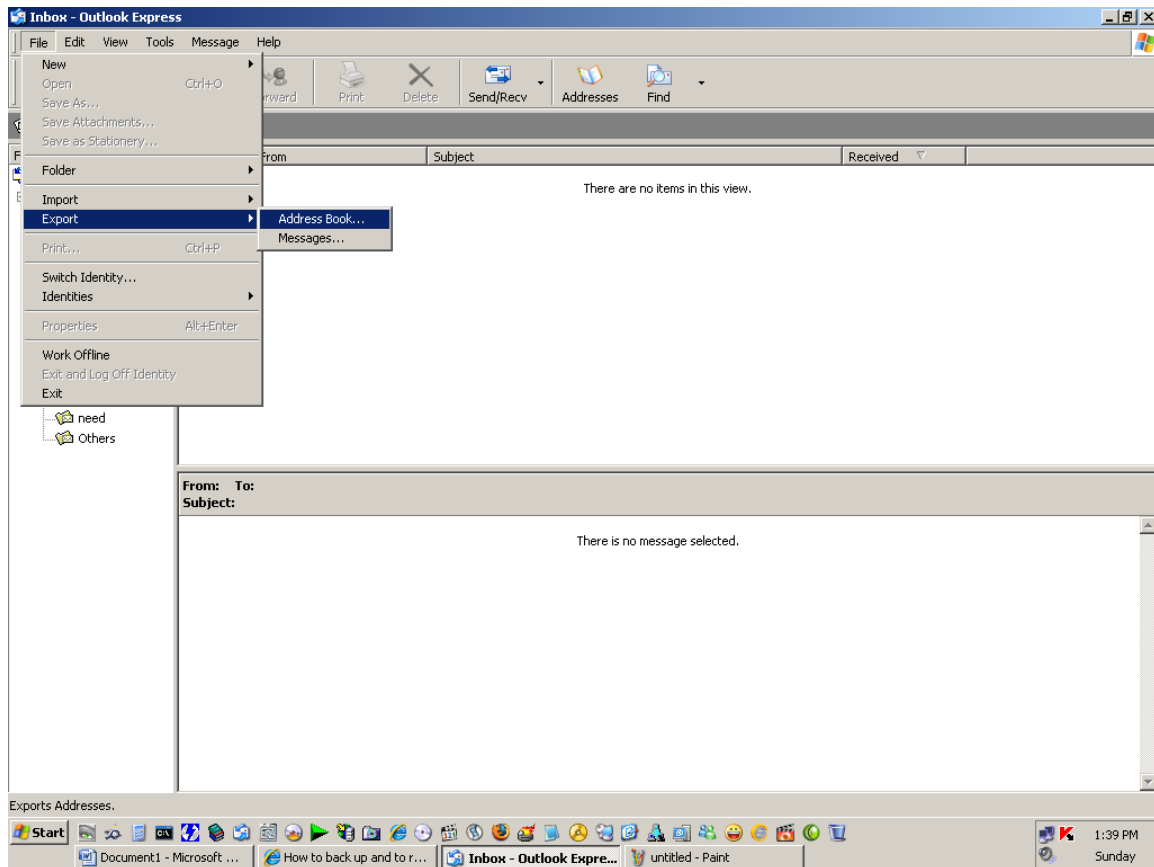 Inbox - Outlook Express
File Edit View Tools Message Help
New
Open Ctrl+O
Save As...
Save Attachments...
Save as Stationery...
Folder
Import
Export
Print... Ctrl+P
Switch Identity...
Identities
Properties Alt+Enter
Work Offline
Exit and Log Off Identity
Exit
Address Book...
Messages...
Print Delete Send/Recv Addresses Find
From Subject Received
There are no items in this view.
need
Others
From: To:
Subject:
There is no message selected.
Exports Addresses.
Start
1:39 PM
Document1 - Microsoft ... How to back up and to r... Inbox - Outlook Expre... untitled - Paint
Sunday